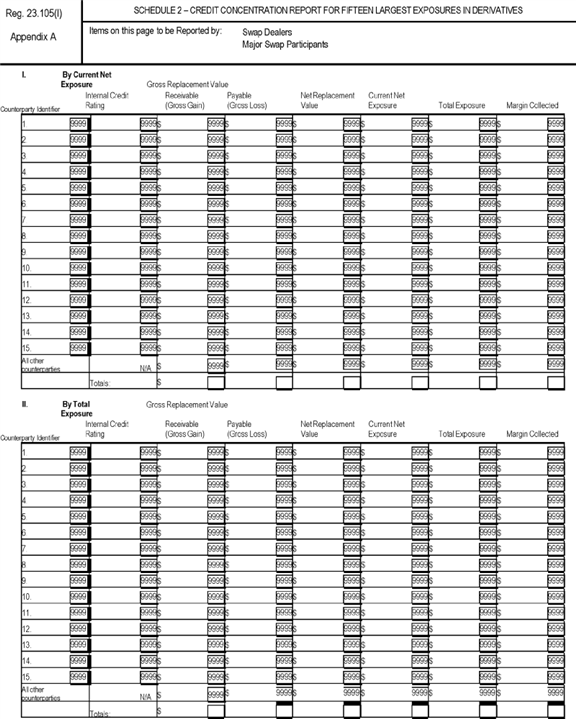 Reg. 23.105(l)
Appendix A
SCHEDULE 2 – CREDIT CONCENTRATION REPORT FOR FIFTEEN LARGEST EXPOSURES IN DERIVATIVES
Items on this page to be Reported by: Swap Dealers
Major Swap Participants
I. By Current Net
Exposure Gross Replacement Value
Internal Credit Receivable Payable Net Replacement Current Net
Counterparty Identifier Rating (Gross Gain) (Gross Loss) Value Exposure Total Exposure Margin Collected
1 9999 9999 $ 9999 $ 9999 $ 9999 $ 9999 $ 9999 $ 9999
2 9999 9999 $ 9999 $ 9999 $ 9999 $ 9999 $ 9999 $ 9999
3 9999 9999 $ 9999 $ 9999 $ 9999 $ 9999 $ 9999 $ 9999
4 9999 9999 $ 9999 $ 9999 $ 9999 $ 9999 $ 9999 $ 9999
5 9999 9999 $ 9999 $ 9999 $ 9999 $ 9999 $ 9999 $ 9999
6 9999 9999 $ 9999 $ 9999 $ 9999 $ 9999 $ 9999 $ 9999
7 9999 9999 $ 9999 $ 9999 $ 9999 $ 9999 $ 9999 $ 9999
8 9999 9999 $ 9999 $ 9999 $ 9999 $ 9999 $ 9999 $ 9999
9 9999 9999 $ 9999 $ 9999 $ 9999 $ 9999 $ 9999 $ 9999
10. 9999 9999 $ 9999 $ 9999 $ 9999 $ 9999 $ 9999 $ 9999
11. 9999 9999 $ 9999 $ 9999 $ 9999 $ 9999 $ 9999 $ 9999
12. 9999 9999 $ 9999 $ 9999 $ 9999 $ 9999 $ 9999 $ 9999
13. 9999 9999 $ 9999 $ 9999 $ 9999 $ 9999 $ 9999 $ 9999
14. 9999 9999 $ 9999 $ 9999 $ 9999 $ 9999 $ 9999 $ 9999
15. 9999 9999 $ 9999 $ 9999 $ 9999 $ 9999 $ 9999 $ 9999
All other
counterparties N/A $ 9999 $ 9999 $ 9999 $ 9999 $ 9999 $ 9999
Totals: $
II. By Total
Exposure Gross Replacement Value
Internal Credit Receivable Payable Net Replacement Current Net
Counterparty Identifier Rating (Gross Gain) (Gross Loss) Value Exposure Total Exposure Margin Collected
1 9999 9999 $ 9999 $ 9999 $ 9999 $ 9999 $ 9999 $ 9999
2 9999 9999 $ 9999 $ 9999 $ 9999 $ 9999 $ 9999 $ 9999
3 9999 9999 $ 9999 $ 9999 $ 9999 $ 9999 $ 9999 $ 9999
4 9999 9999 $ 9999 $ 9999 $ 9999 $ 9999 $ 9999 $ 9999
5 9999 9999 $ 9999 $ 9999 $ 9999 $ 9999 $ 9999 $ 9999
6 9999 9999 $ 9999 $ 9999 $ 9999 $ 9999 $ 9999 $ 9999
7 9999 9999 $ 9999 $ 9999 $ 9999 $ 9999 $ 9999 $ 9999
8 9999 9999 $ 9999 $ 9999 $ 9999 $ 9999 $ 9999 $ 9999
9 9999 9999 $ 9999 $ 9999 $ 9999 $ 9999 $ 9999 $ 9999
10. 9999 9999 $ 9999 $ 9999 $ 9999 $ 9999 $ 9999 $ 9999
11. 9999 9999 $ 9999 $ 9999 $ 9999 $ 9999 $ 9999 $ 9999
12. 9999 9999 $ 9999 $ 9999 $ 9999 $ 9999 $ 9999 $ 9999
13. 9999 9999 $ 9999 $ 9999 $ 9999 $ 9999 $ 9999 $ 9999
14. 9999 9999 $ 9999 $ 9999 $ 9999 $ 9999 $ 9999 $ 9999
15. 9999 9999 $ 9999 $ 9999 $ 9999 $ 9999 $ 9999 $ 9999
All other
counterparties N/A $ 9999 $ 9999 $ 9999 $ 9999 $ 9999 $ 9999
Totals: $